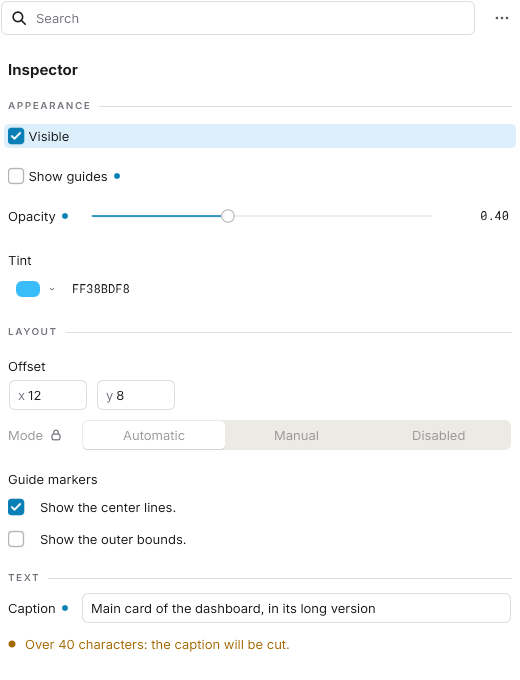 Search
Inspector
APPEARANCE
Visible
Show guides
Opacity 0.40
Tint
FF38BDF8
LAYOUT
Offset
x 12 y 8
Mode Automatic Manual Disabled
Guide markers
Show the center lines.
Show the outer bounds.
TEXT
Caption Main card of the dashboard, in its long version
Over 40 characters: the caption will be cut.